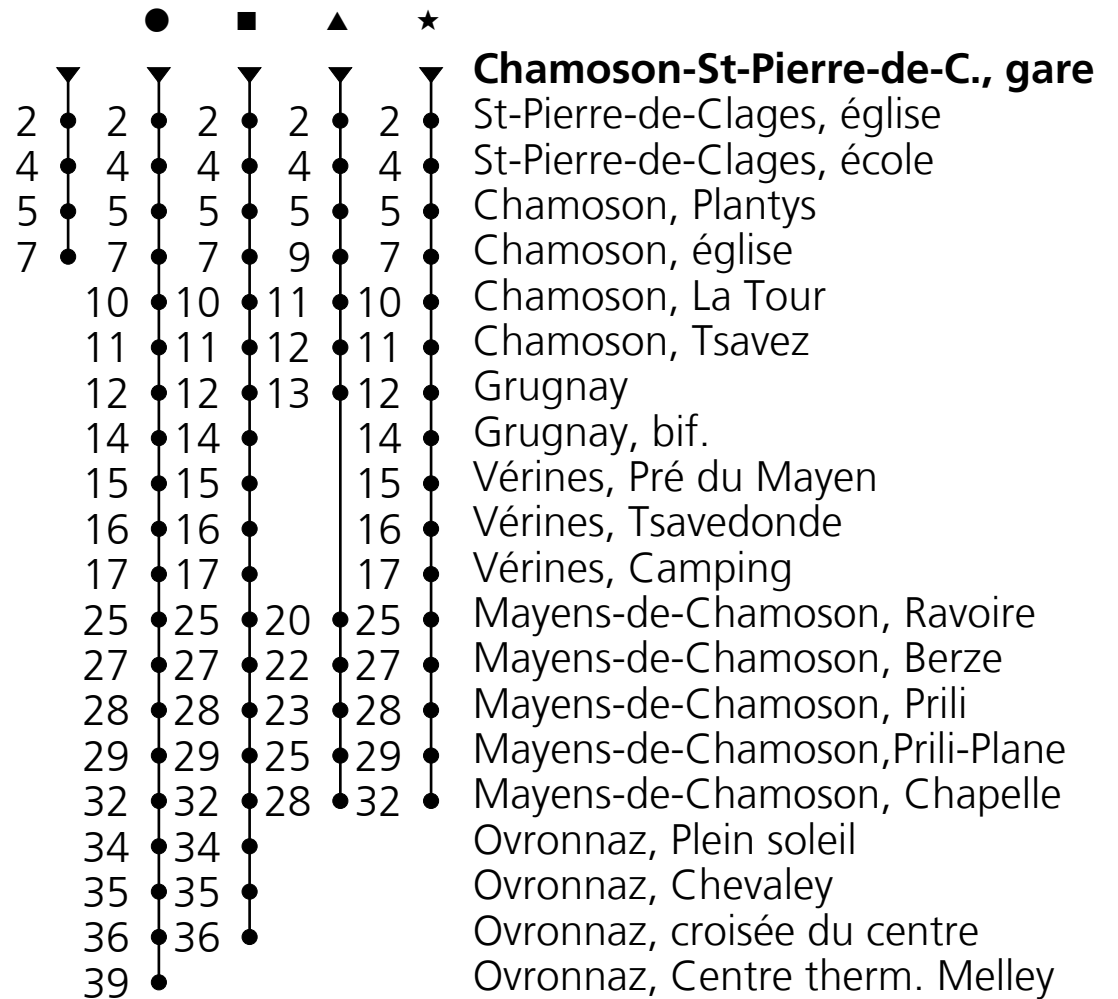 ● ■ ▲ ★
Chamoson-St-Pierre-de-C., gare
2 2 2 2 2 St-Pierre-de-Clages, église
4 4 4 4 4 St-Pierre-de-Clages, école
5 5 5 5 5 Chamoson, Plantys
7 7 7 9 7 Chamoson, église
10 10 11 10 Chamoson, La Tour
11 11 12 11 Chamoson, Tsavez
12 12 13 12 Grugnay
14 14 14 Grugnay, bif.
15 15 15 Vérines, Pré du Mayen
16 16 16 Vérines, Tsavedonde
17 17 17 Vérines, Camping
25 25 20 25 Mayens-de-Chamoson, Ravoire
27 27 22 27 Mayens-de-Chamoson, Berze
28 28 23 28 Mayens-de-Chamoson, Prili
29 29 25 29 Mayens-de-Chamoson,Prili-Plane
32 32 28 32 Mayens-de-Chamoson, Chapelle
34 34 Ovronnaz, Plein soleil
35 35 Ovronnaz, Chevaley
36 36 Ovronnaz, croisée du centre
39 Ovronnaz, Centre therm. Melley